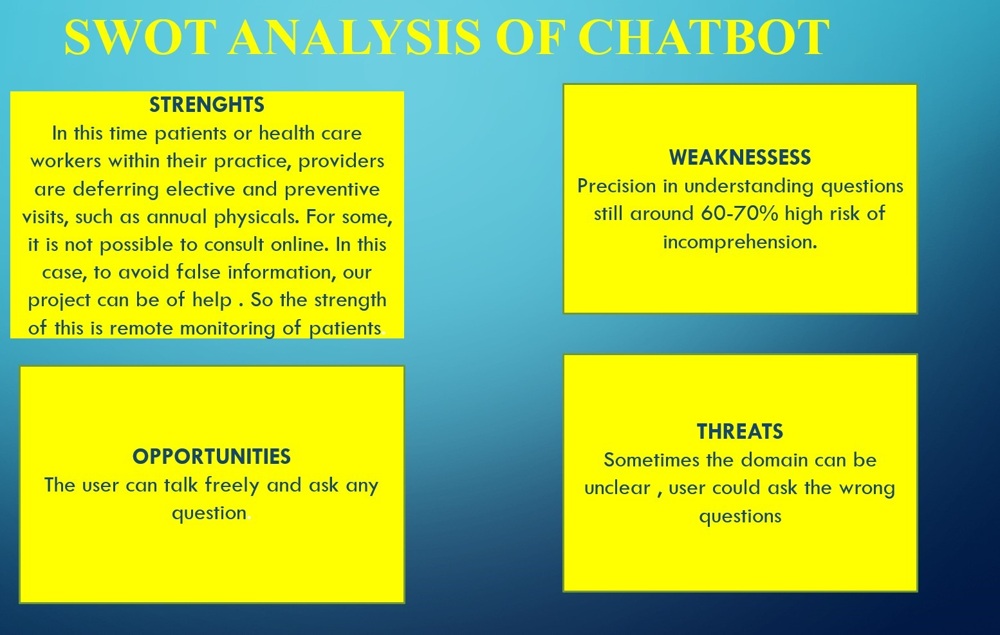 SWOT ANALYSIS OF CHATBOT
STRENGHTS
In this time patients or health care
workers within their practice, providers
are deferring elective and preventive
visits, such as annual physicals. For some,
it is not possible to consult online. In this
case, to avoid false information, our
project can be of help . So the strength
of this is remote monitoring of patients.
WEAKNESSESS
Precision in understanding questions
still around 60-70% high risk of
incomprehension.
OPPORTUNITIES
The user can talk freely and ask any
question.
THREATS
Sometimes the domain can be
unclear , user could ask the wrong
questions